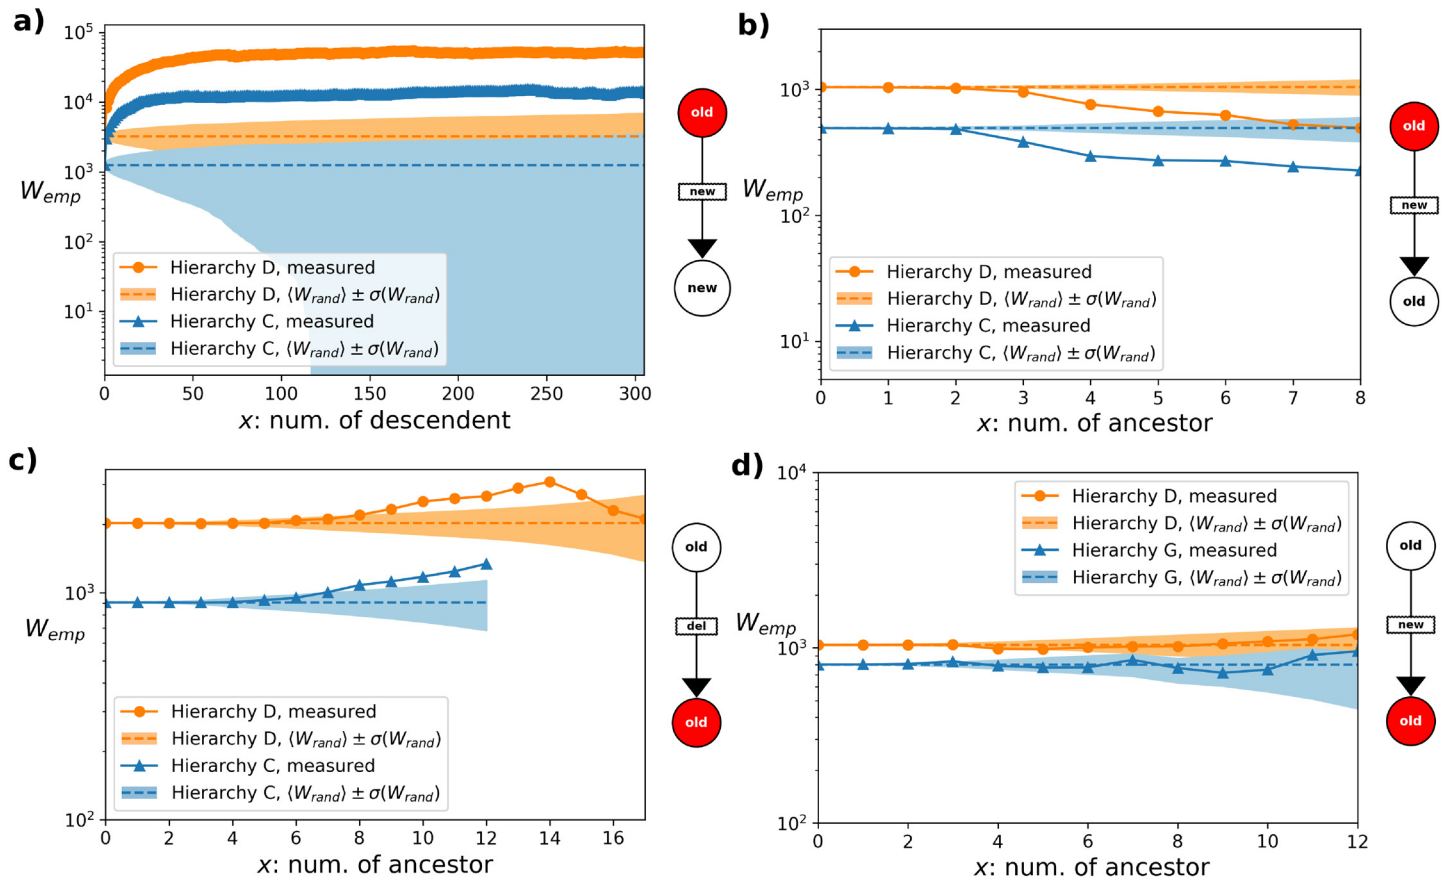 a)
10^5
10^4
10^3
10^2
10^1
W_emp
Hierarchy D, measured
Hierarchy D, ⟨W_rand⟩ ± σ(W_rand)
Hierarchy C, measured
Hierarchy C, ⟨W_rand⟩ ± σ(W_rand)
0 50 100 150 200 250 300
x: num. of descendent
old
new
new
b)
10^3
10^2
10^1
W_emp
Hierarchy D, measured
Hierarchy D, ⟨W_rand⟩ ± σ(W_rand)
Hierarchy C, measured
Hierarchy C, ⟨W_rand⟩ ± σ(W_rand)
0 1 2 3 4 5 6 7 8
x: num. of ancestor
old
new
old
c)
10^3
10^2
W_emp
Hierarchy D, measured
Hierarchy D, ⟨W_rand⟩ ± σ(W_rand)
Hierarchy C, measured
Hierarchy C, ⟨W_rand⟩ ± σ(W_rand)
0 2 4 6 8 10 12 14 16
x: num. of ancestor
old
del
old
d)
10^4
10^3
10^2
W_emp
Hierarchy D, measured
Hierarchy D, ⟨W_rand⟩ ± σ(W_rand)
Hierarchy G, measured
Hierarchy G, ⟨W_rand⟩ ± σ(W_rand)
0 2 4 6 8 10 12
x: num. of ancestor
old
new
old